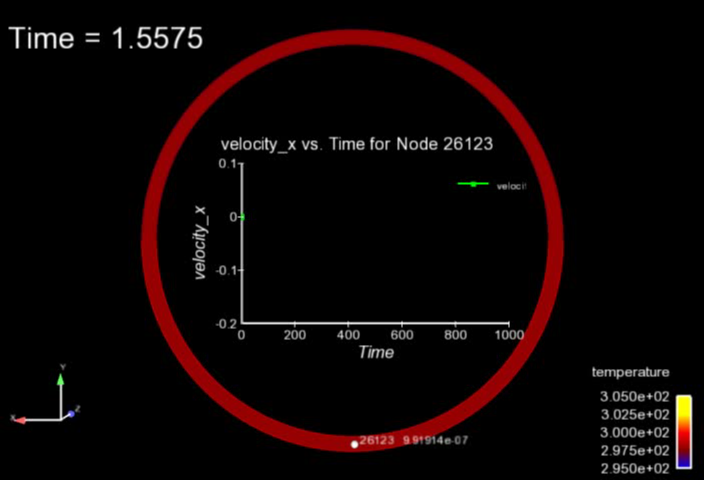 Time = 1.5575
velocity_x vs. Time for Node 26123
0.1
0
-0.1
-0.2
velocity_x
veloci
0 200 400 600 800 1000
Time
Y
X
Z
26123 9.91914e-07
temperature
3.050e+02
3.025e+02
3.000e+02
2.975e+02
2.950e+02